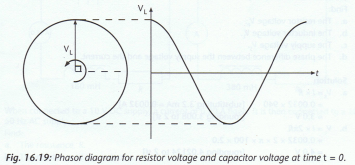 V_L
V_L
t
Fig. 16.19: Phasor diagram for resistor voltage and capacitor voltage at time t = 0.